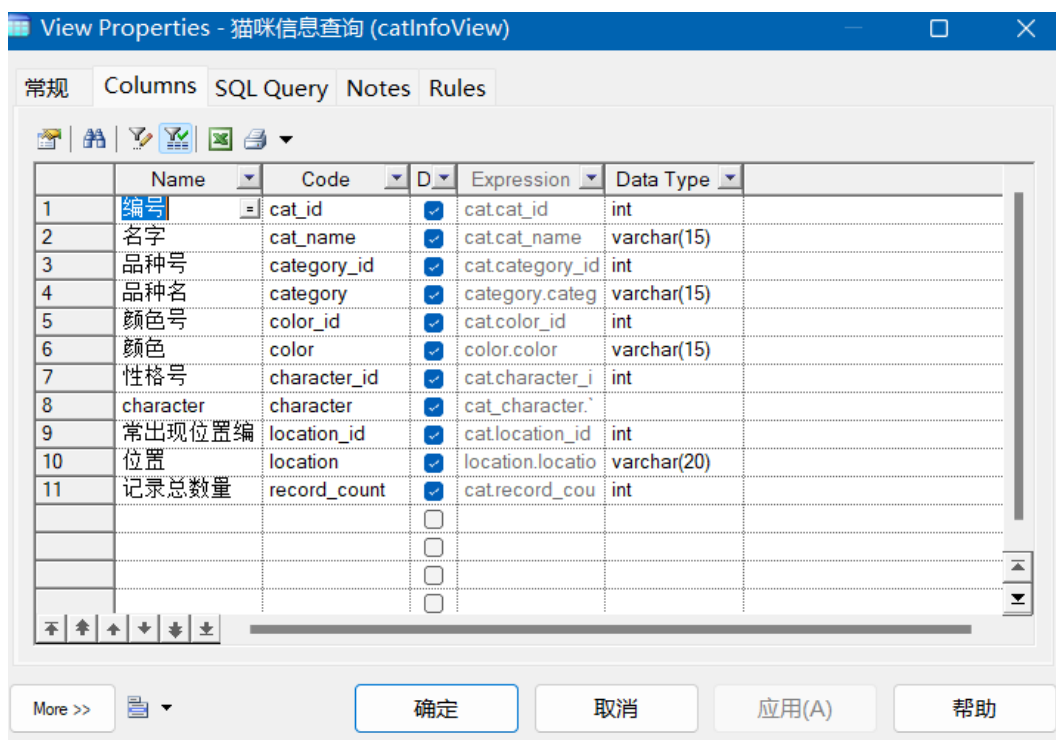 View Properties - 猫咪信息查询 (catInfoView)
常规 Columns SQL Query Notes Rules
Name Code D Expression Data Type
1 编号 = cat_id cat.cat_id int
2 名字 cat_name cat.cat_name varchar(15)
3 品种号 category_id cat.category_id int
4 品种名 category category.categ varchar(15)
5 颜色号 color_id cat.color_id int
6 颜色 color color.color varchar(15)
7 性格号 character_id cat.character_i int
8 character character cat_character.`
9 常出现位置编 location_id cat.location_id int
10 位置 location location.locatio varchar(20)
11 记录总数量 record_count cat.record_cou int
More >> 确定 取消 应用(A) 帮助